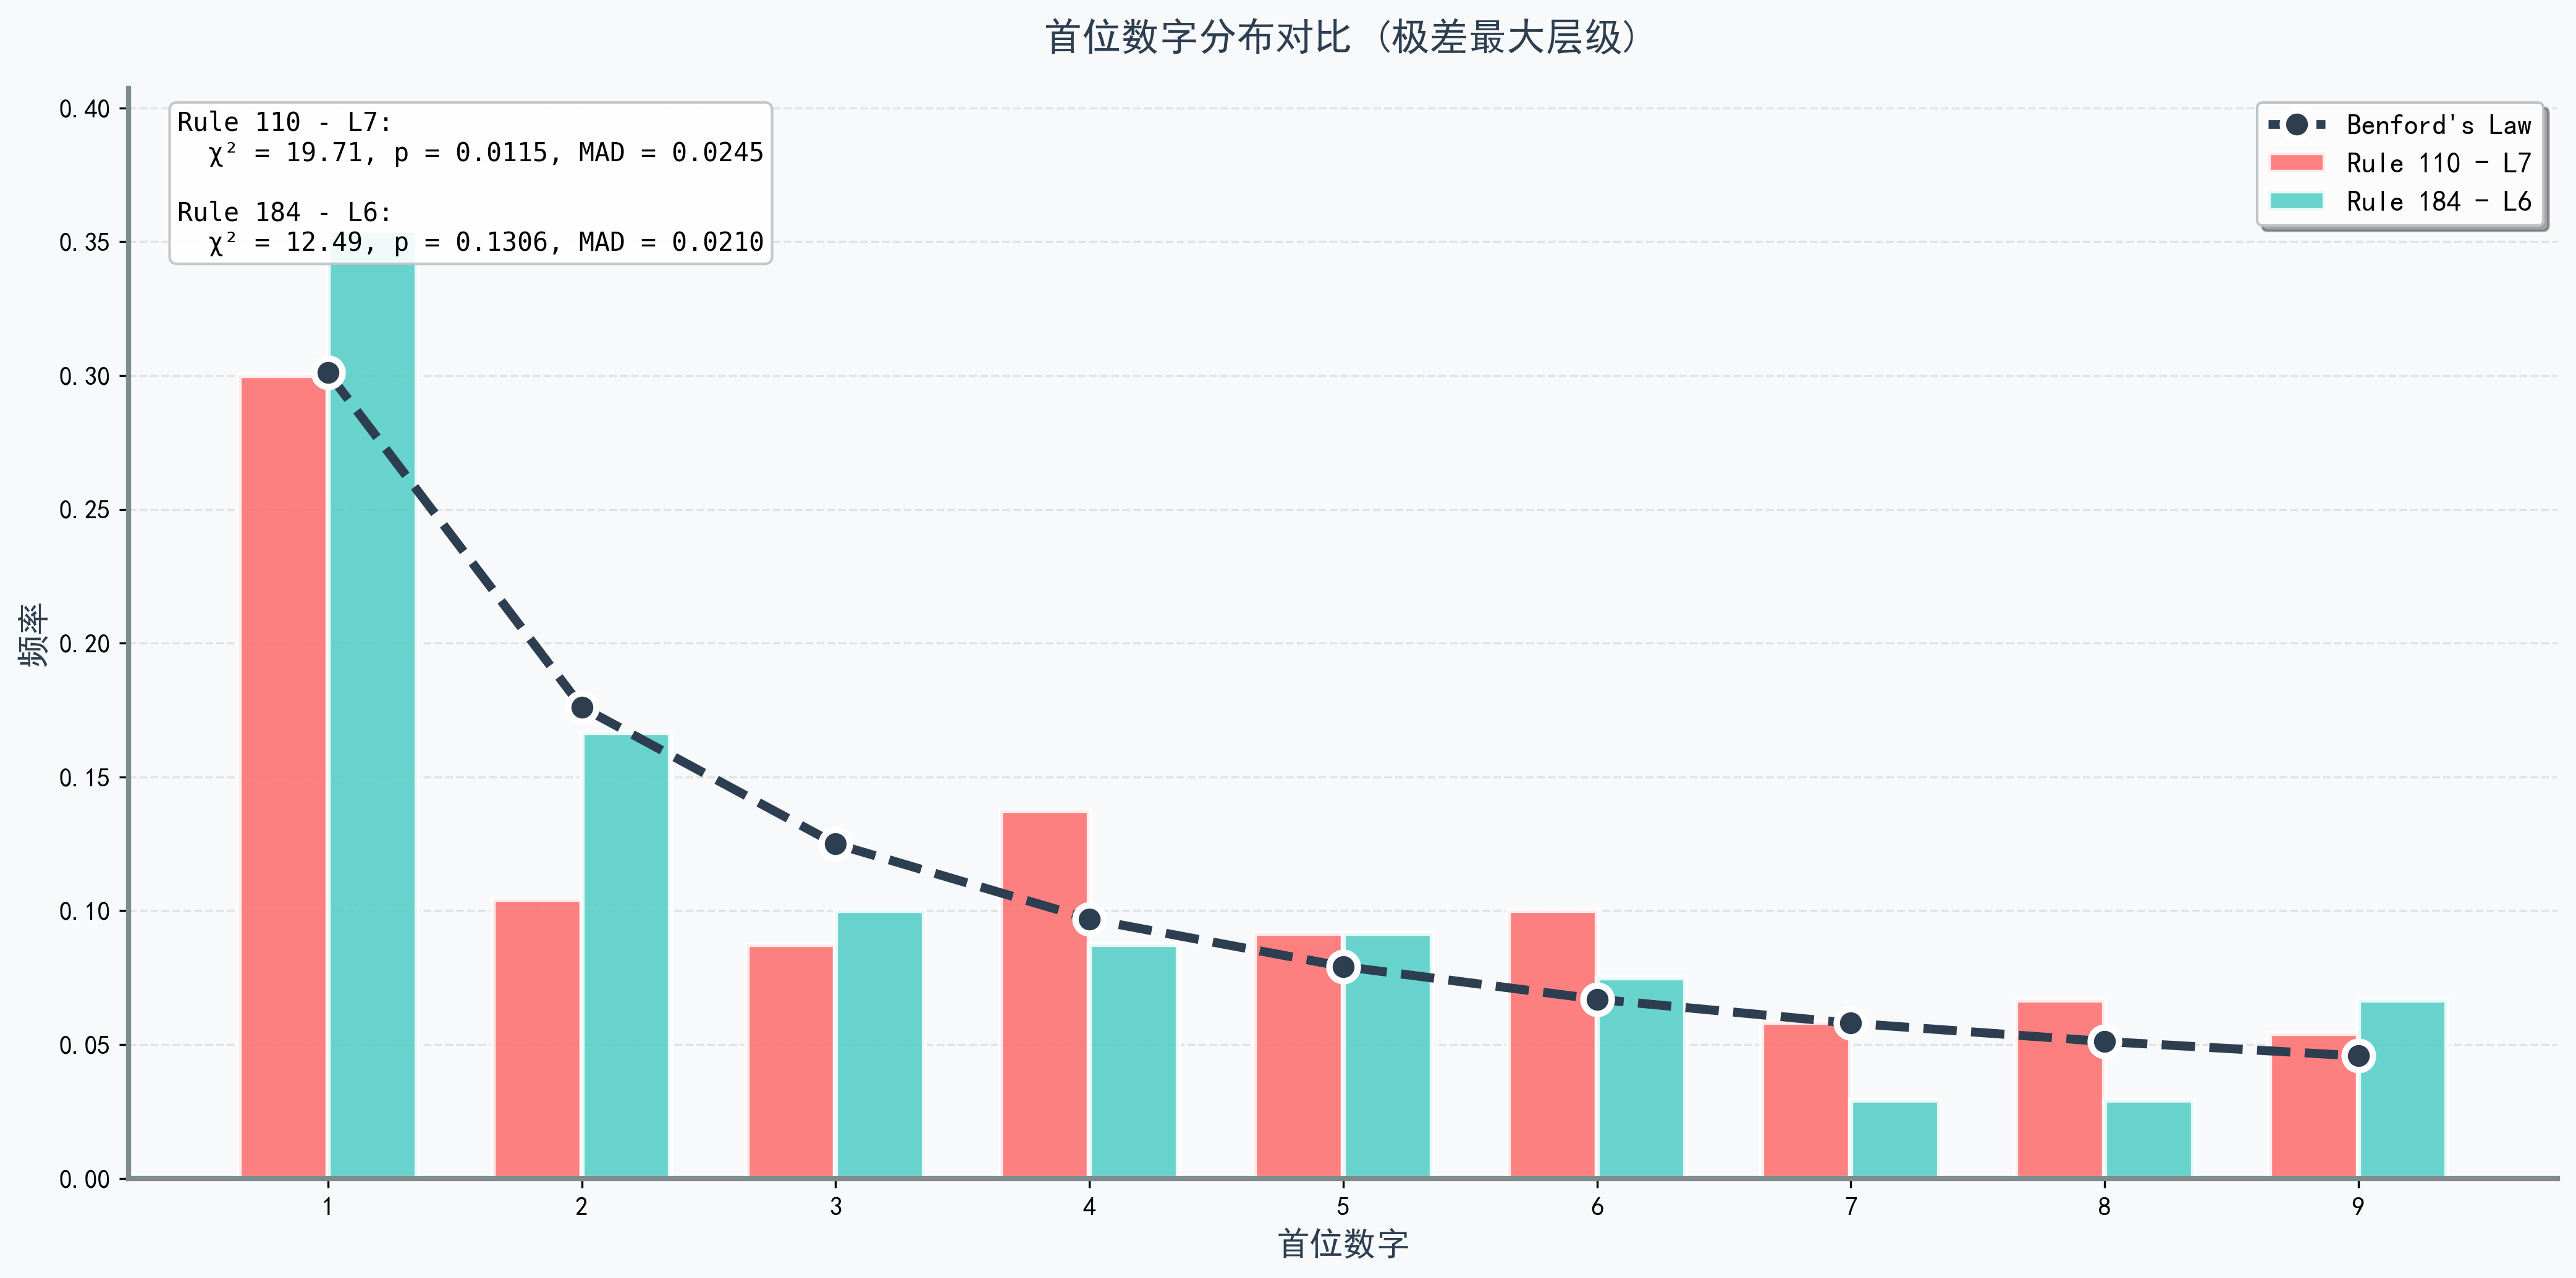 首位数字分布对比（极差最大层级）
Rule 110 - L7:
χ² = 19.71, p = 0.0115, MAD = 0.0245
Rule 184 - L6:
χ² = 12.49, p = 0.1306, MAD = 0.0210
Benford's Law
Rule 110 - L7
Rule 184 - L6
频率
0.40
0.35
0.30
0.25
0.20
0.15
0.10
0.05
0.00
1 2 3 4 5 6 7 8 9
首位数字